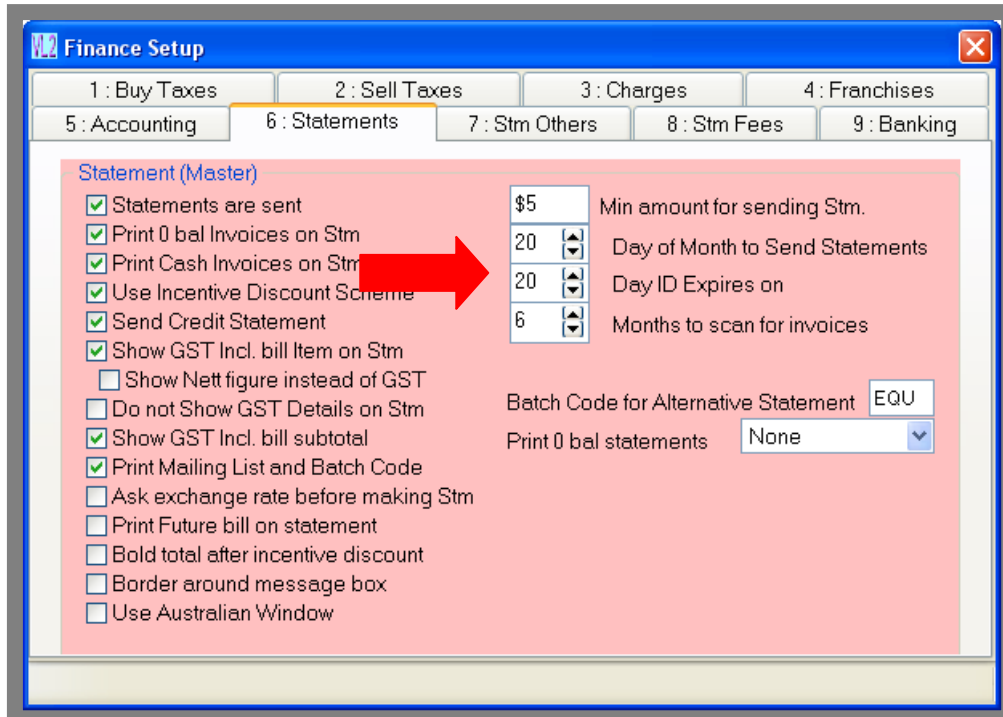 VL2 Finance Setup
1 : Buy Taxes
2 : Sell Taxes
3 : Charges
4 : Franchises
5 : Accounting
6 : Statements
7 : Stm Others
8 : Stm Fees
9 : Banking
Statement (Master)
Statements are sent
Print 0 bal Invoices on Stm
Print Cash Invoices on Stm
Use Incentive Discount Scheme
Send Credit Statement
Show GST Incl. bill Item on Stm
Show Nett figure instead of GST
Do not Show GST Details on Stm
Show GST Incl. bill subtotal
Print Mailing List and Batch Code
Ask exchange rate before making Stm
Print Future bill on statement
Bold total after incentive discount
Border around message box
Use Australian Window
$5 Min amount for sending Stm.
20 Day of Month to Send Statements
20 Day ID Expires on
6 Months to scan for invoices
Batch Code for Alternative Statement EQU
Print 0 bal statements None